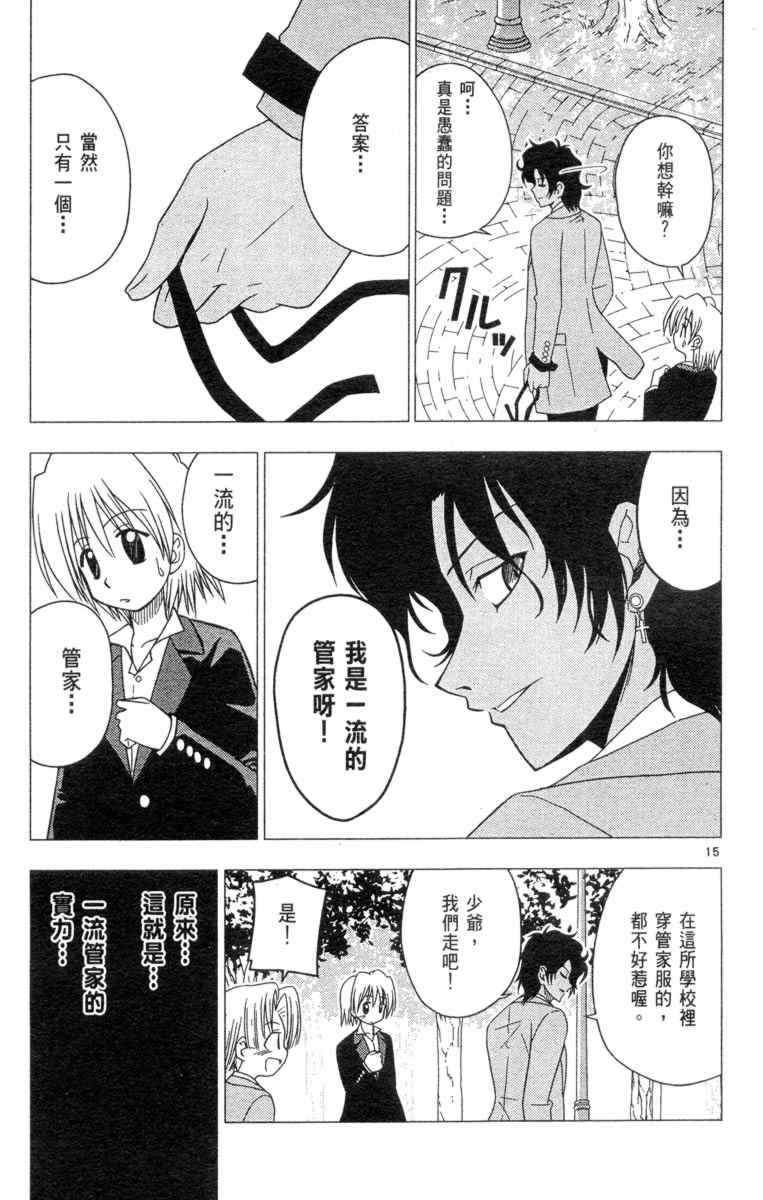 你想幹嘛？
呵…
真是愚蠢的問題…
クルッ
答案…
當然
只有一個…
因為…
我是一流的
管家呀！
一流的…
管家…
15
在這所學校裡
穿管家服的，
都不好惹喔。
少爺，
我們走吧！
是！
原來…
這就是…
一流管家的
實力…